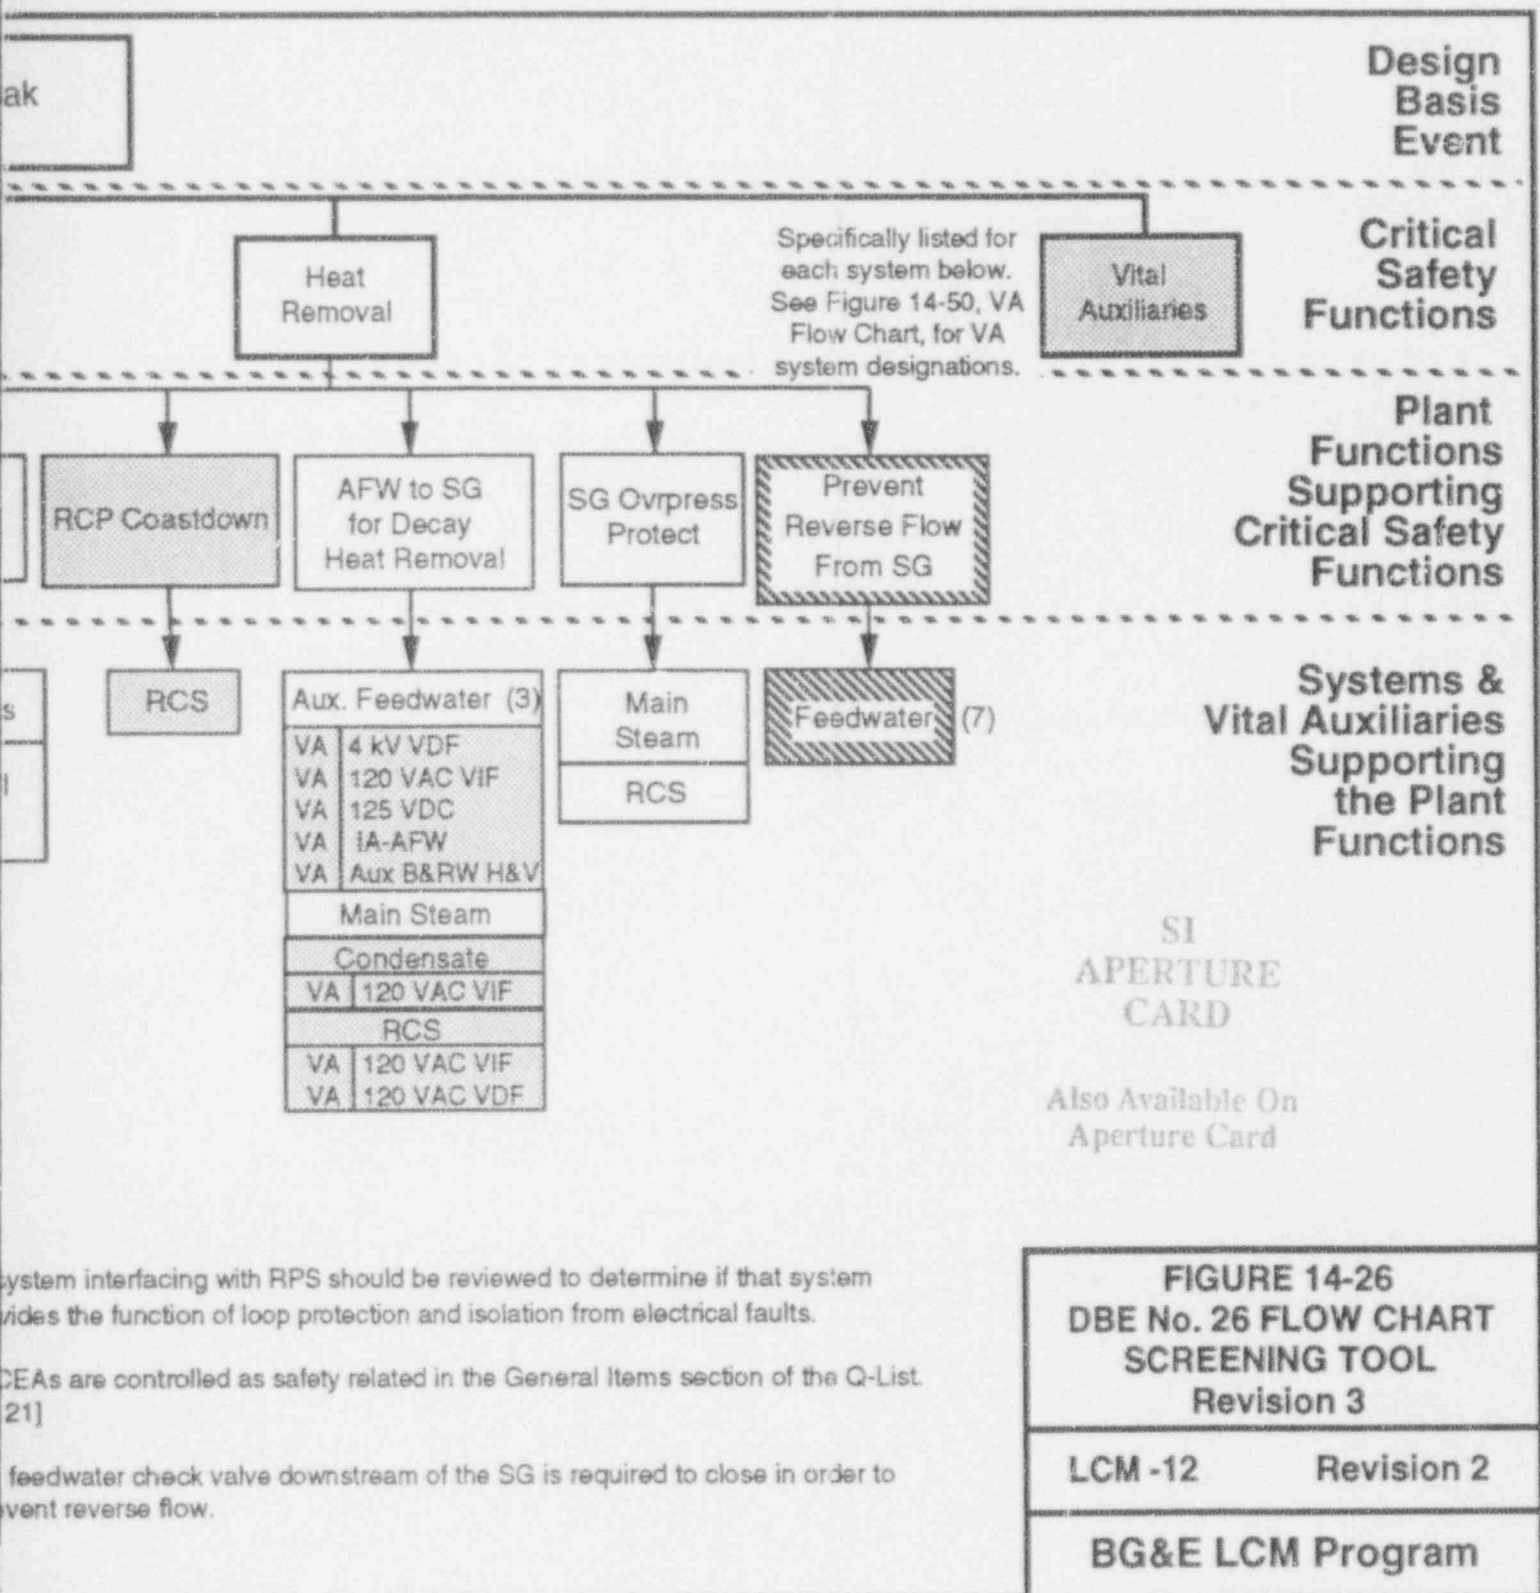 ak
Design
Basis
Event
Heat
Removal
Specifically listed for
each system below.
See Figure 14-50, VA
Flow Chart, for VA
system designations.
Vital
Auxiliaries
Critical
Safety
Functions
RCP Coastdown
AFW to SG
for Decay
Heat Removal
SG Ovrpress
Protect
Prevent
Reverse Flow
From SG
Plant
Functions
Supporting
Critical Safety
Functions
s
RCS
Aux. Feedwater (3)
VA 4 kV VDF
VA 120 VAC VIF
VA 125 VDC
VA IA-AFW
VA Aux B&RW H&V
Main Steam
Condensate
VA 120 VAC VIF
RCS
VA 120 VAC VIF
VA 120 VAC VDF
Main
Steam
RCS
Feedwater (7)
Systems &
Vital Auxiliaries
Supporting
the Plant
Functions
SI
APERTURE
CARD
Also Available On
Aperture Card
system interfacing with RPS should be reviewed to determine if that system
vides the function of loop protection and isolation from electrical faults.
CEAs are controlled as safety related in the General Items section of the Q-List.
21]
feedwater check valve downstream of the SG is required to close in order to
vent reverse flow.
FIGURE 14-26
DBE No. 26 FLOW CHART
SCREENING TOOL
Revision 3
LCM -12 Revision 2
BG&E LCM Program